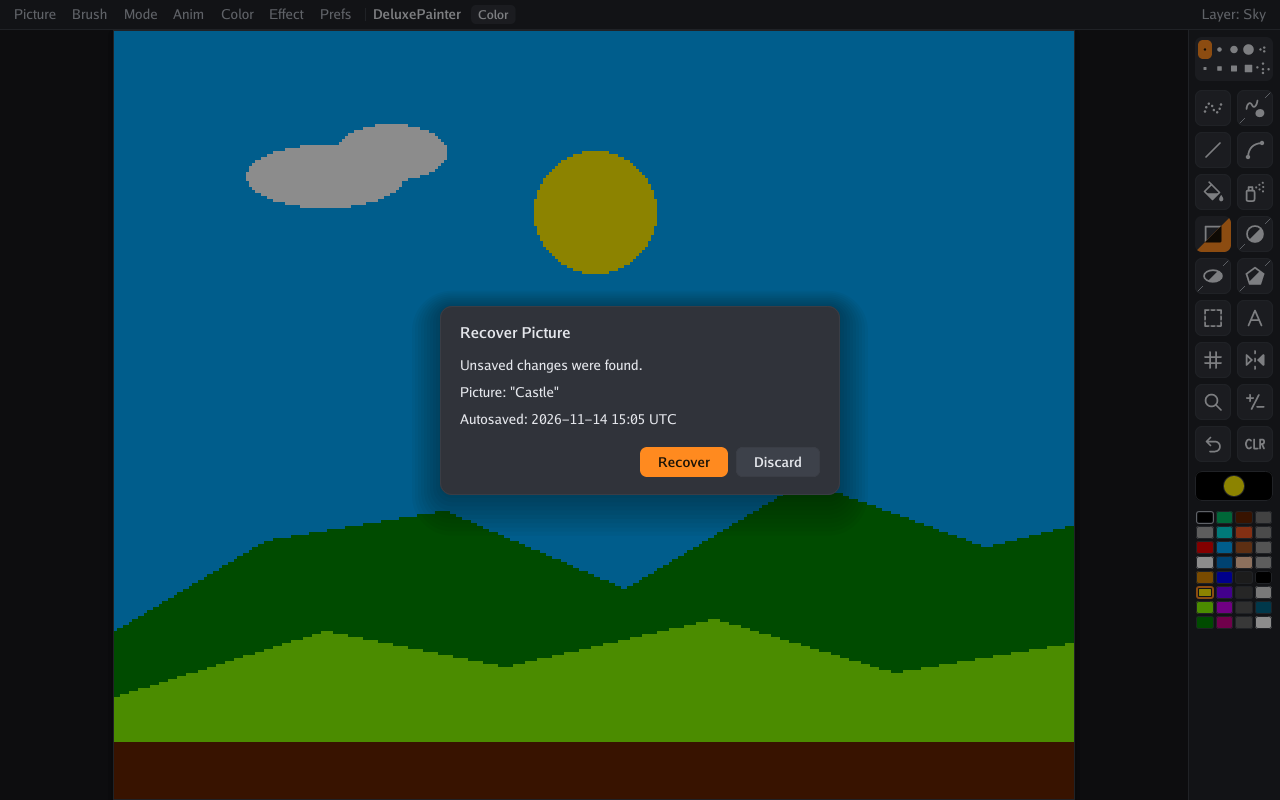 Picture Brush Mode Anim Color Effect Prefs DeluxePainter Color Layer: Sky
Recover Picture
Unsaved changes were found.
Picture: "Castle"
Autosaved: 2026-11-14 15:05 UTC
Recover Discard
A
CLR